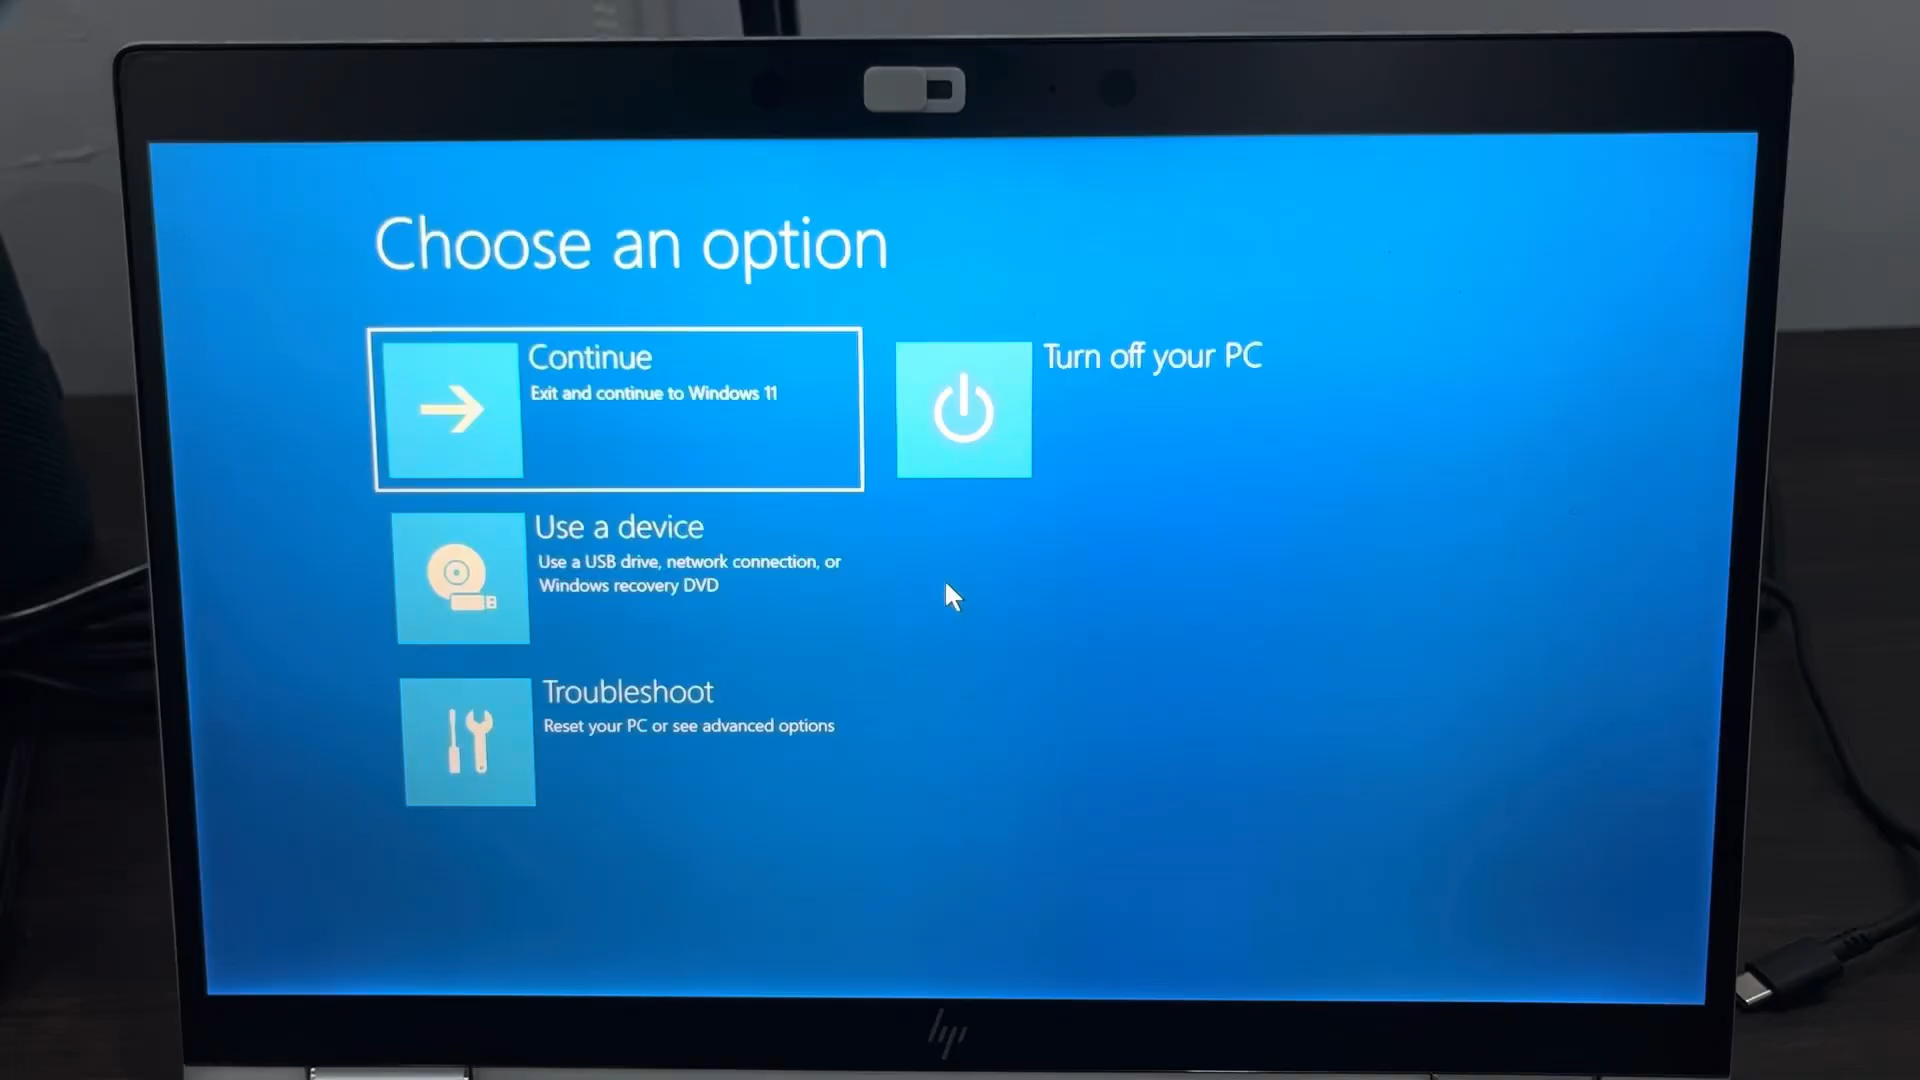 Choose an option
Continue
Exit and continue to Windows 11
Turn off your PC
Use a device
Use a USB drive, network connection, or
Windows recovery DVD
Troubleshoot
Reset your PC or see advanced options
hp